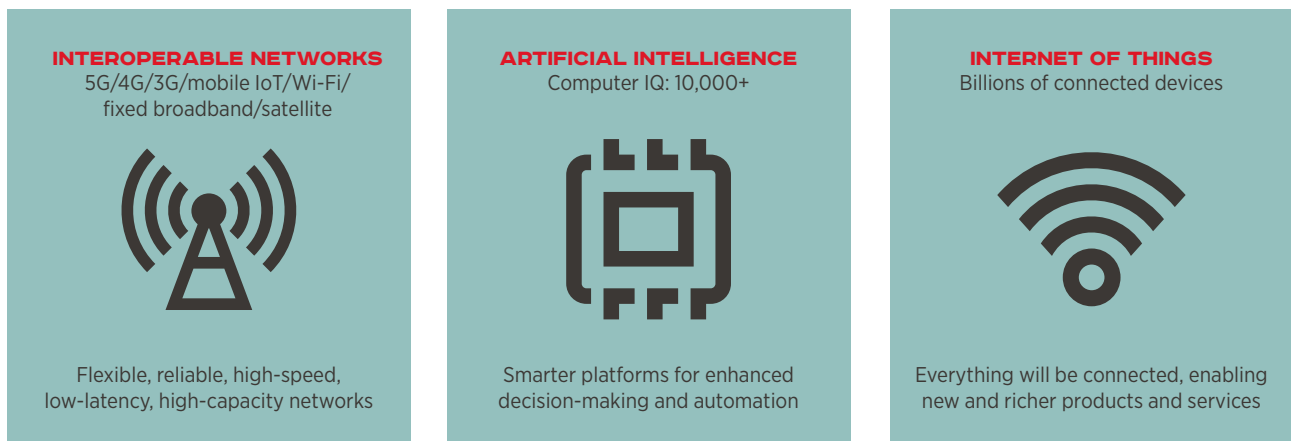 INTEROPERABLE NETWORKS
5G/4G/3G/mobile IoT/Wi-Fi/
fixed broadband/satellite
Flexible, reliable, high-speed,
low-latency, high-capacity networks
ARTIFICIAL INTELLIGENCE
Computer IQ: 10,000+
Smarter platforms for enhanced
decision-making and automation
INTERNET OF THINGS
Billions of connected devices
Everything will be connected, enabling
new and richer products and services